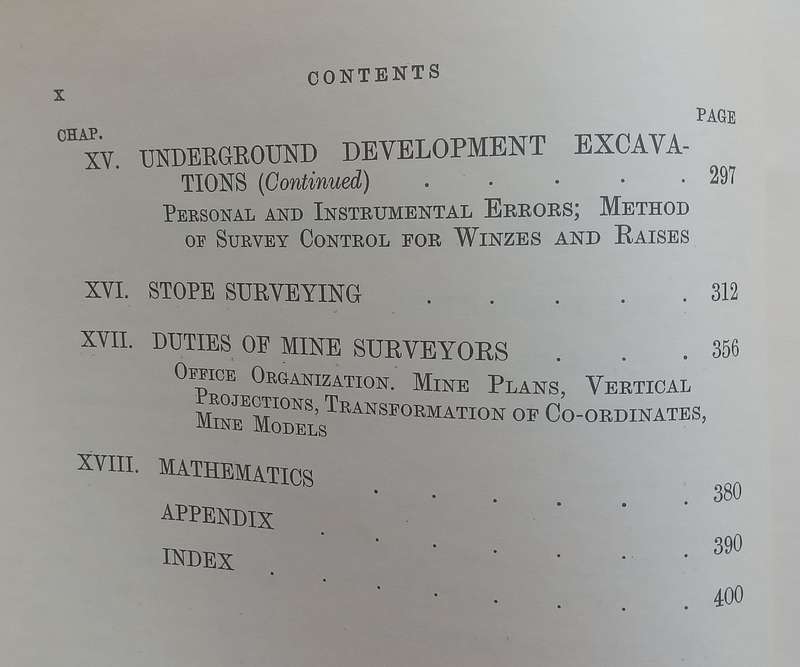 CONTENTS
X
CHAP. PAGE
XV. UNDERGROUND DEVELOPMENT EXCAVA-
TIONS (Continued) . . . . . 297
PERSONAL AND INSTRUMENTAL ERRORS; METHOD
OF SURVEY CONTROL FOR WINZES AND RAISES
XVI. STOPE SURVEYING . . . . . 312
XVII. DUTIES OF MINE SURVEYORS . . . 356
OFFICE ORGANIZATION. MINE PLANS, VERTICAL
PROJECTIONS, TRANSFORMATION OF CO-ORDINATES,
MINE MODELS
XVIII. MATHEMATICS . . . . . . 380
APPENDIX . . . . . . . 390
INDEX . . . . . . . . 400